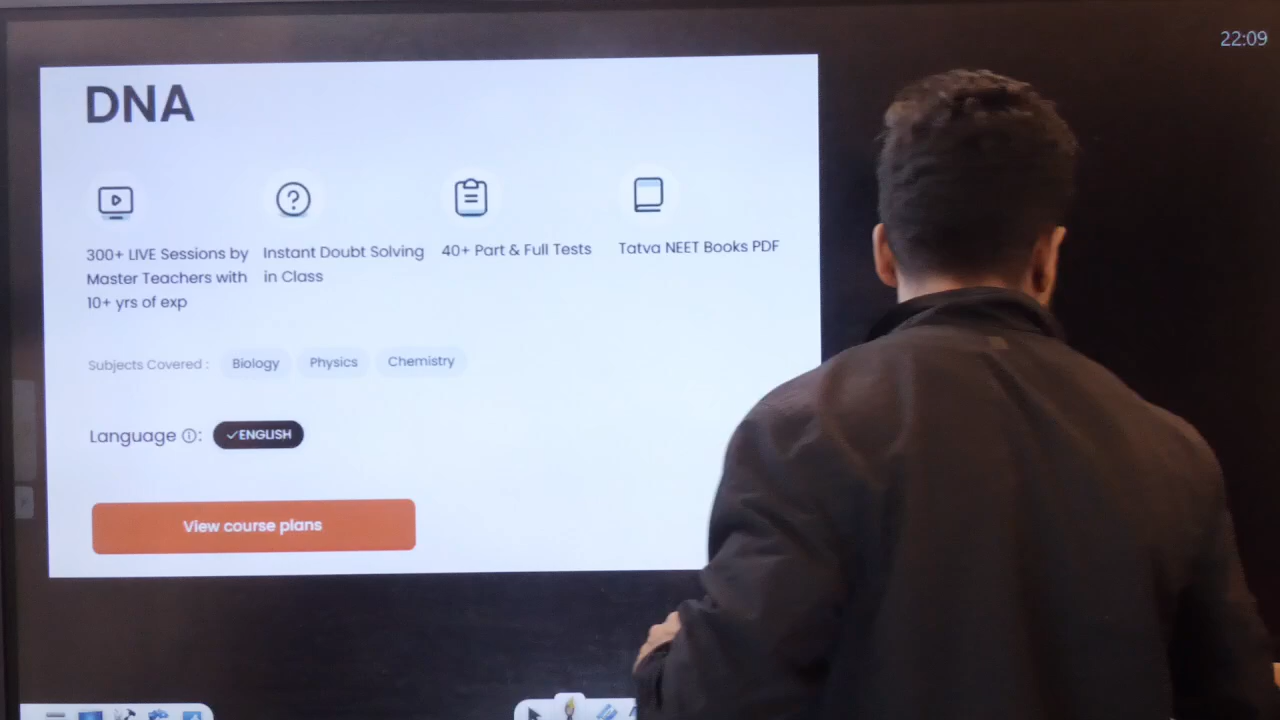 22:09
DNA
300+ LIVE Sessions by
Master Teachers with
10+ yrs of exp
Instant Doubt Solving
in Class
40+ Part & Full Tests
Tatva NEET Books PDF
Subjects Covered : Biology Physics Chemistry
Language ⓘ: ✓ENGLISH
View course plans